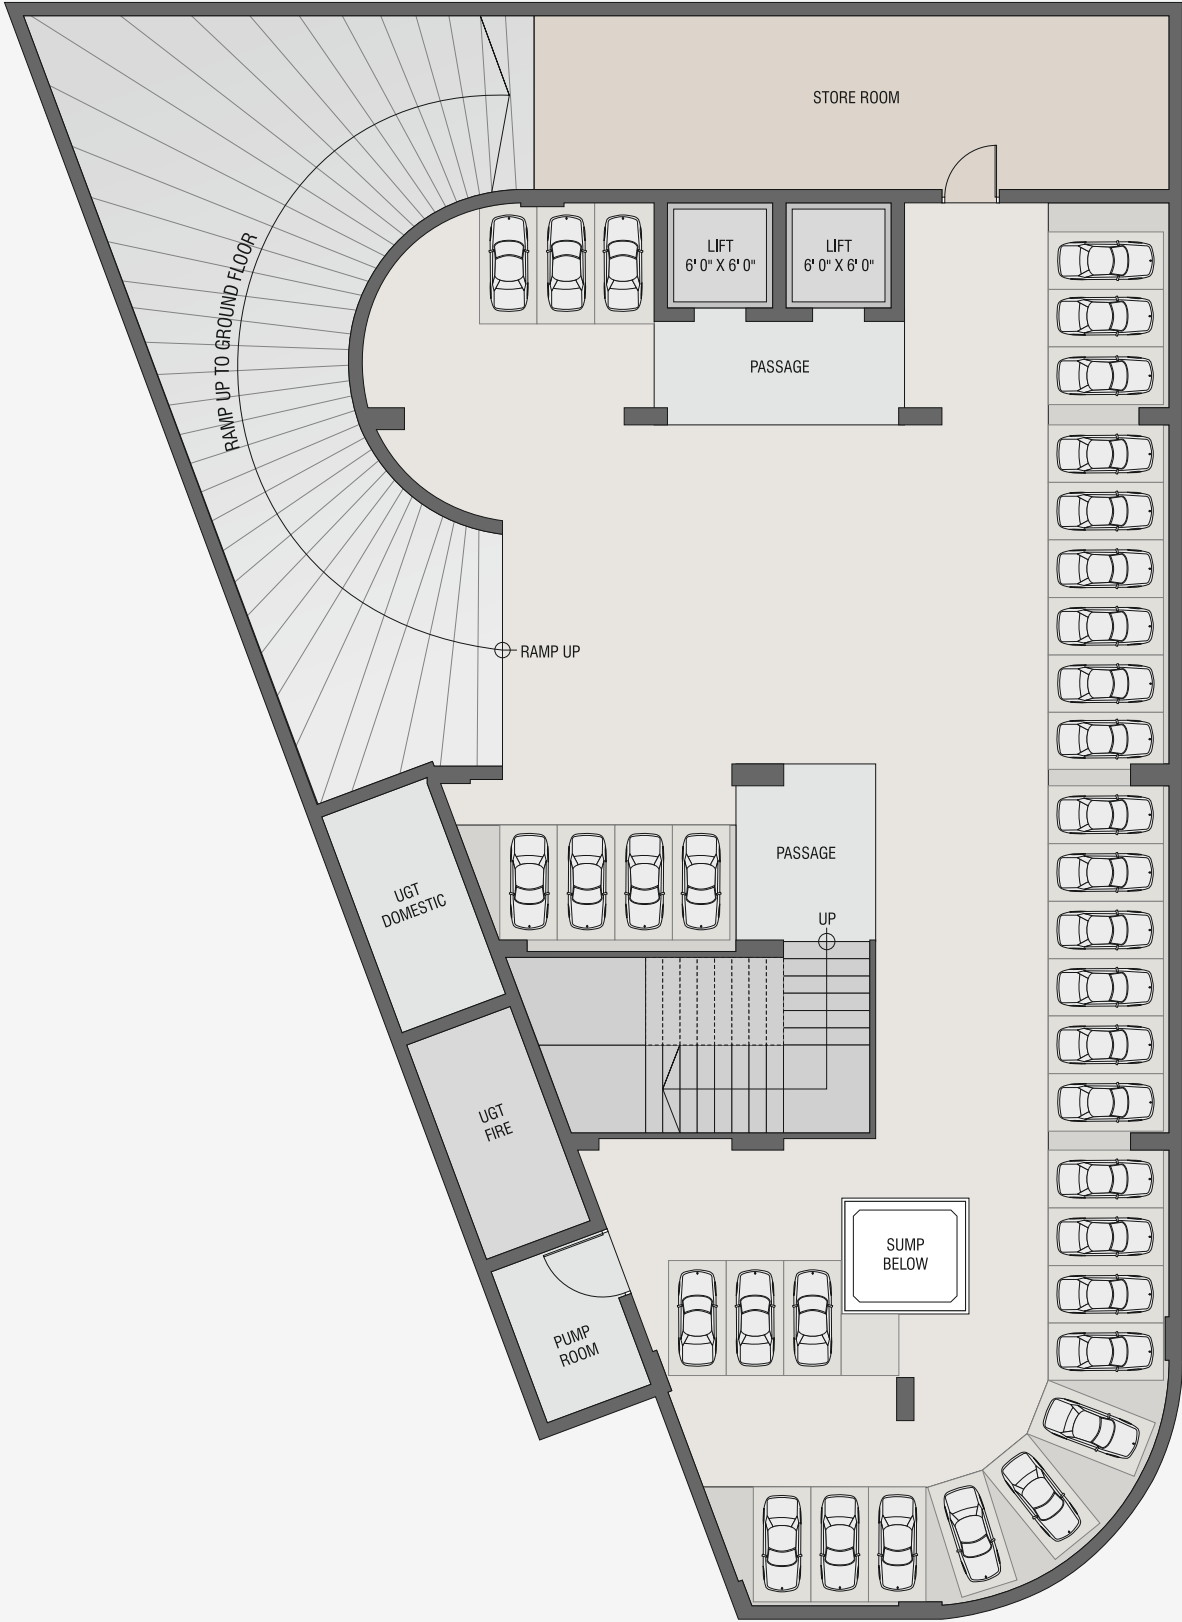 STORE ROOM
LIFT
6' 0" X 6' 0"
LIFT
6' 0" X 6' 0"
RAMP UP TO GROUND FLOOR
PASSAGE
RAMP UP
PASSAGE
UGT
DOMESTIC
UP
UGT
FIRE
SUMP
BELOW
PUMP
ROOM